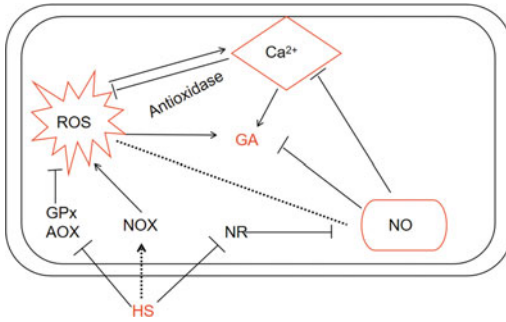 Ca²⁺
Antioxidase
ROS
GA
GPx
AOX
NOX
NR
NO
HS